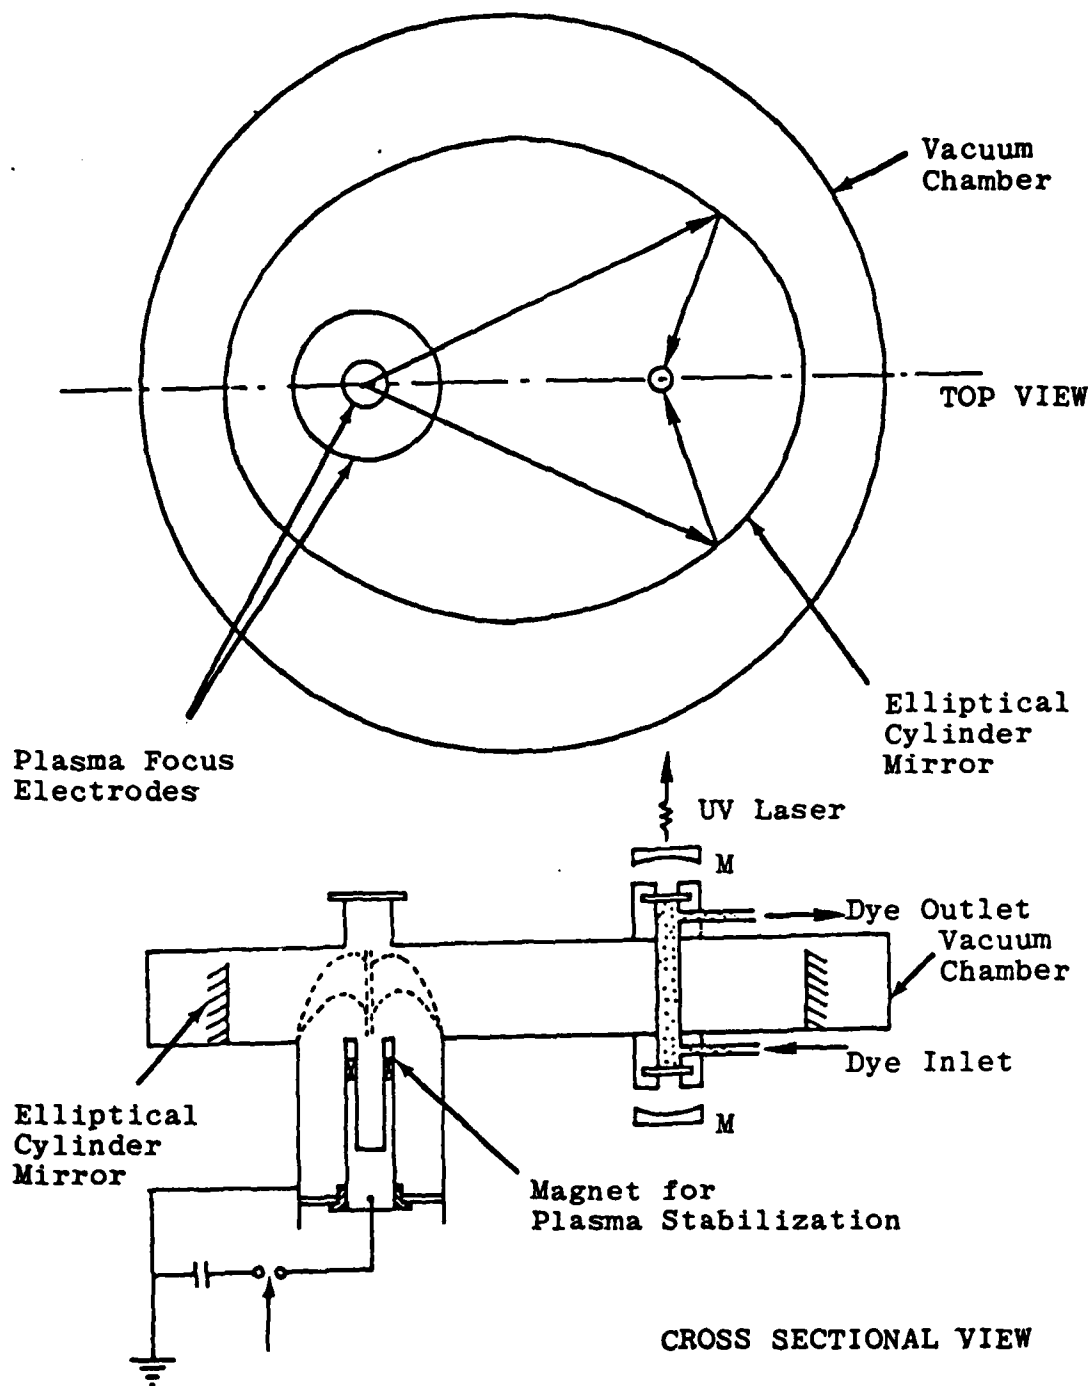 Vacuum
Chamber
TOP VIEW
Elliptical
Cylinder
Mirror
Plasma Focus
Electrodes
UV Laser
M
Dye Outlet
Vacuum
Chamber
Dye Inlet
M
Elliptical
Cylinder
Mirror
Magnet for
Plasma Stabilization
CROSS SECTIONAL VIEW